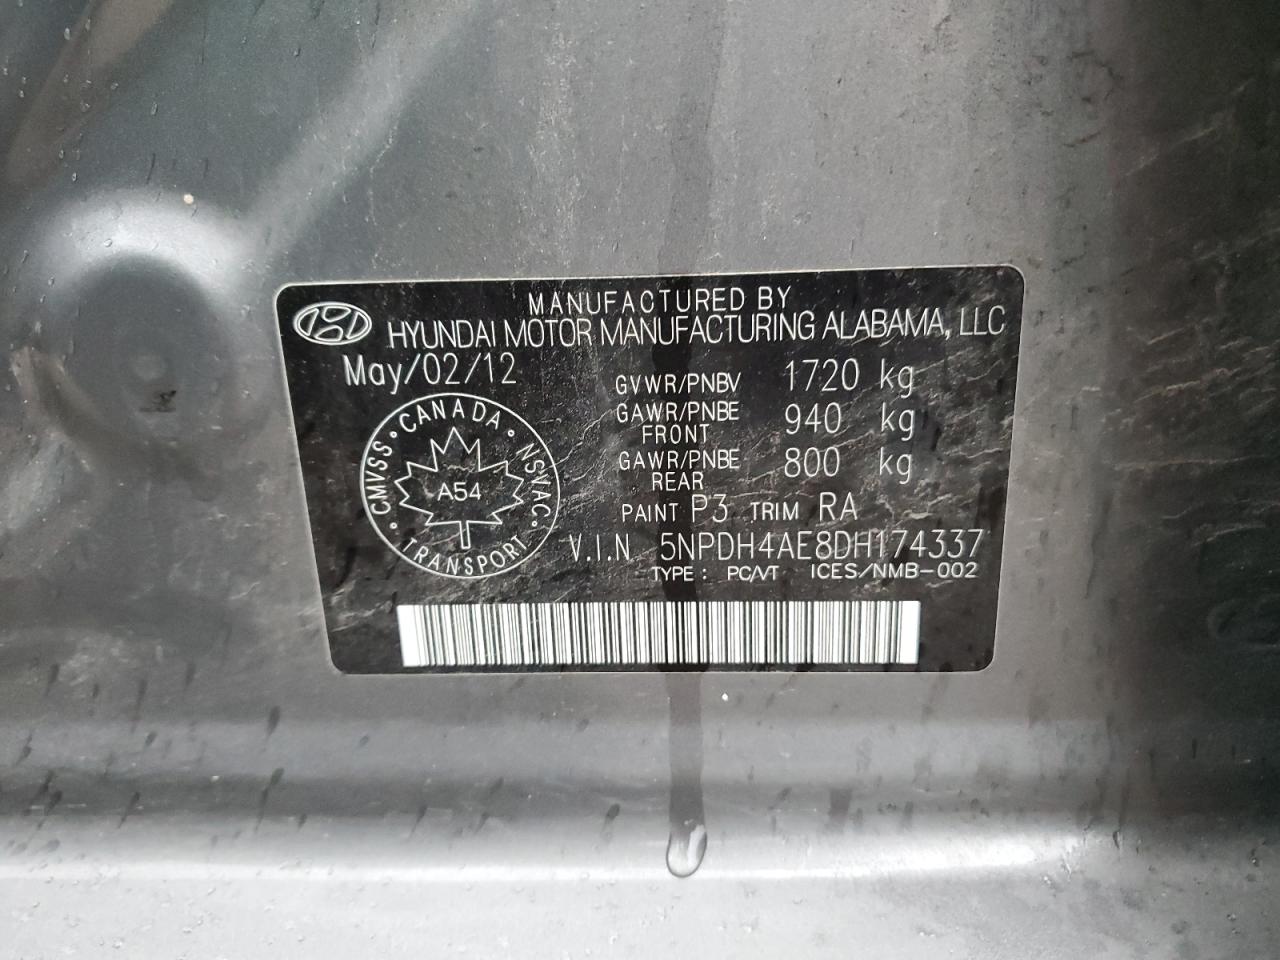 MANUFACTURED BY
HYUNDAI MOTOR MANUFACTURING ALABAMA, LLC
May/02/12
GVWR/PNBV 1720 kg
GAWR/PNBE FRONT 940 kg
GAWR/PNBE REAR 800 kg
PAINT P3 TRIM RA
CANADA · NSVAC · TRANSPORT · CMVSS ·
A54
V.I.N 5NPDH4AE8DH174337
TYPE: PC/VT ICES/NMB-002